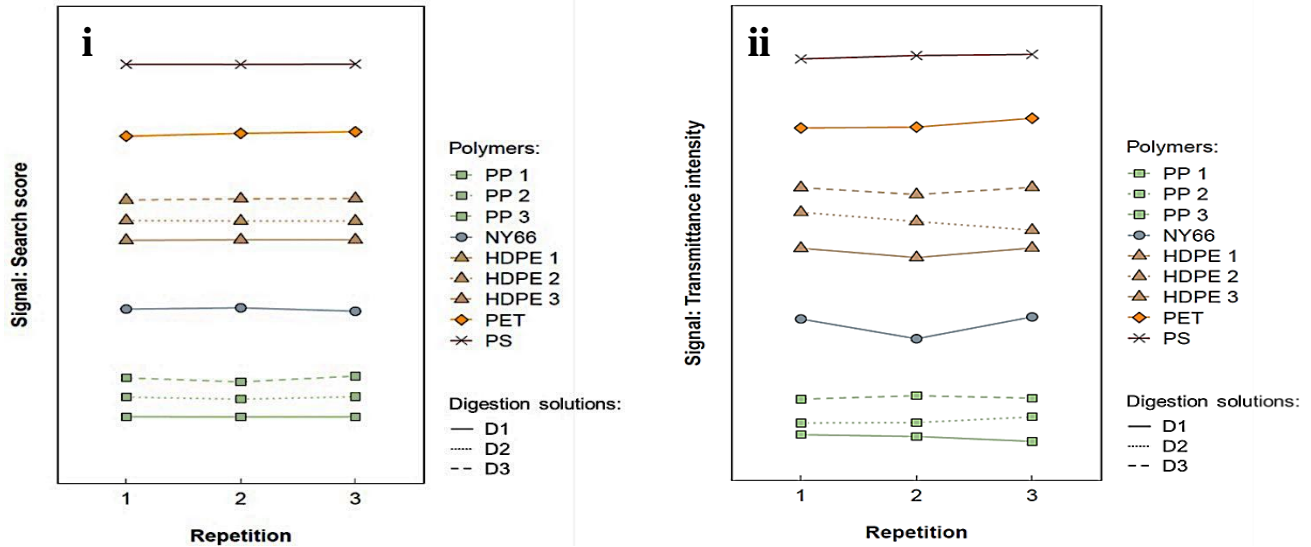 i
Signal: Search score
1 2 3
Repetition
Polymers:
PP 1
PP 2
PP 3
NY66
HDPE 1
HDPE 2
HDPE 3
PET
PS
Digestion solutions:
D1
D2
D3
ii
Signal: Transmittance intensity
1 2 3
Repetition
Polymers:
PP 1
PP 2
PP 3
NY66
HDPE 1
HDPE 2
HDPE 3
PET
PS
Digestion solutions:
D1
D2
D3